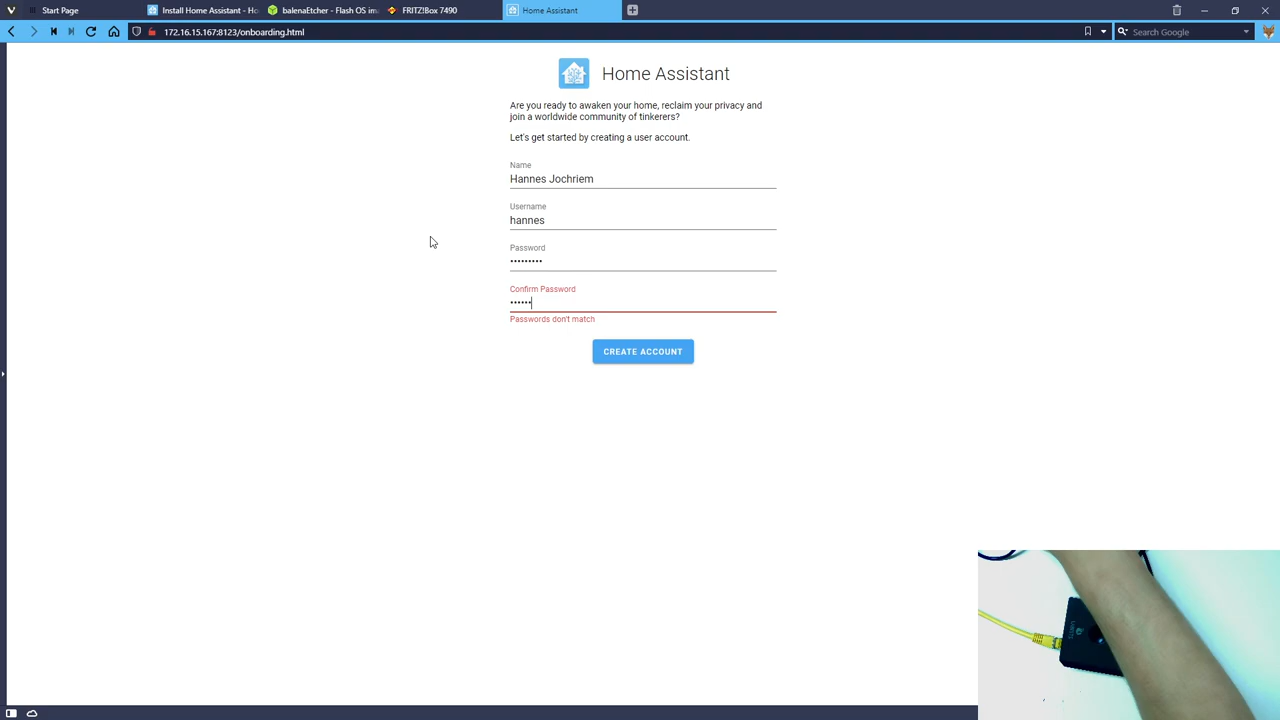 Start Page
Install Home Assistant - Ho
balenaEtcher - Flash OS im
FRITZ!Box 7490
Home Assistant
172.16.15.167:8123/onboarding.html
Search Google
Home Assistant
Are you ready to awaken your home, reclaim your privacy and
join a worldwide community of tinkerers?
Let's get started by creating a user account.
Name
Hannes Jochriem
Username
hannes
Password
•••••••••
Confirm Password
••••••
Passwords don't match
CREATE ACCOUNT